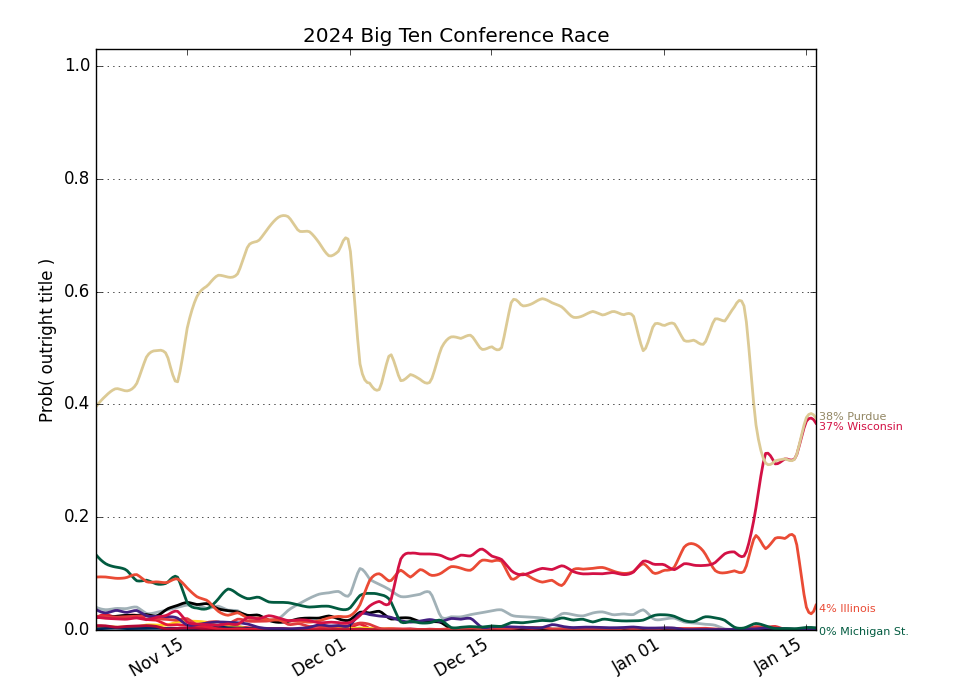 2024 Big Ten Conference Race
Prob( outright title )
1.0
0.8
0.6
0.4
0.2
0.0
38% Purdue
37% Wisconsin
4% Illinois
0% Michigan St.
Nov 15
Dec 01
Dec 15
Jan 01
Jan 15